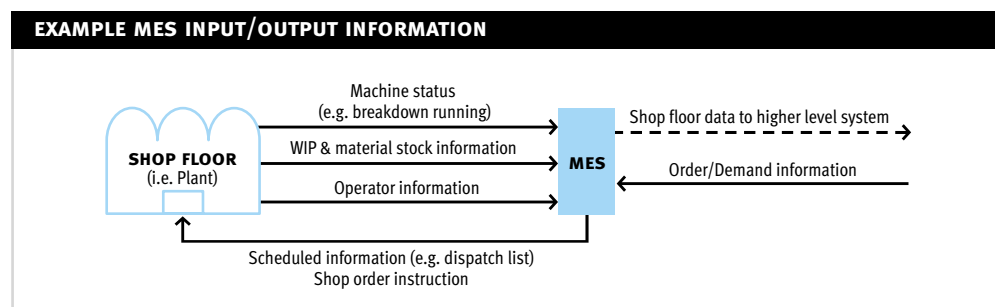 EXAMPLE MES INPUT/OUTPUT INFORMATION
Machine status
(e.g. breakdown running)
Shop floor data to higher level system
WIP & material stock information
SHOP FLOOR
(i.e. Plant)
MES
Order/Demand information
Operator information
Scheduled information (e.g. dispatch list)
Shop order instruction